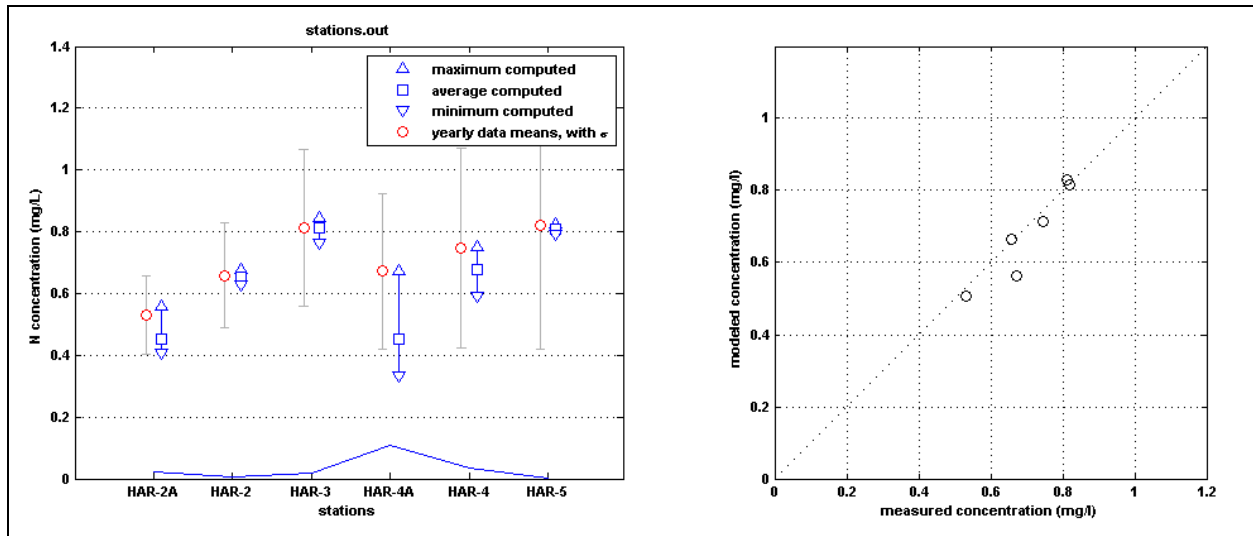 stations.out
1.4
1.2
1
0.8
0.6
0.4
0.2
0
N concentration (mg/L)
maximum computed
average computed
minimum computed
yearly data means, with σ
HAR-2A HAR-2 HAR-3 HAR-4A HAR-4 HAR-5
stations
1
0.8
0.6
0.4
0.2
0
modeled concentration (mg/l)
0 0.2 0.4 0.6 0.8 1 1.2
measured concentration (mg/l)